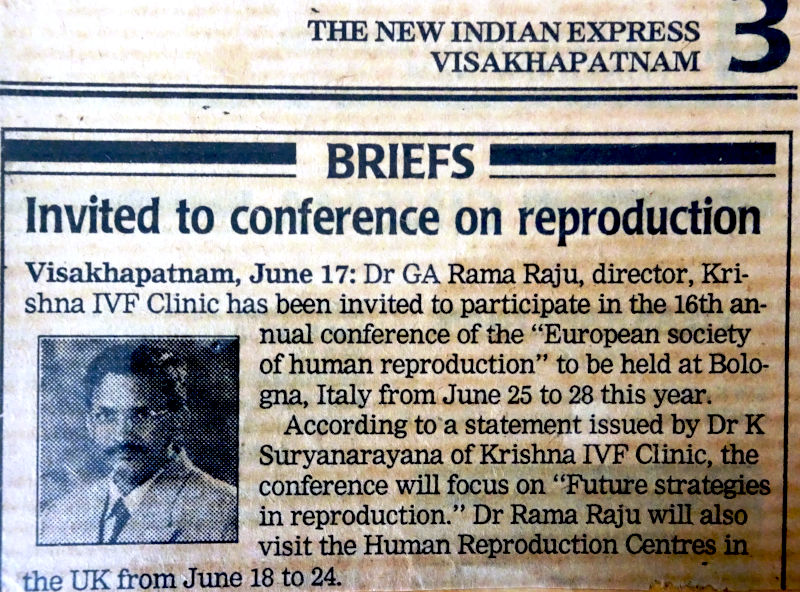 THE NEW INDIAN EXPRESS
VISAKHAPATNAM
3
BRIEFS
Invited to conference on reproduction
Visakhapatnam, June 17: Dr GA Rama Raju, director, Kri-
shna IVF Clinic has been invited to participate in the 16th an-
nual conference of the “European society
of human reproduction” to be held at Bolo-
gna, Italy from June 25 to 28 this year.
According to a statement issued by Dr K
Suryanarayana of Krishna IVF Clinic, the
conference will focus on “Future strategies
in reproduction.” Dr Rama Raju will also
visit the Human Reproduction Centres in
the UK from June 18 to 24.